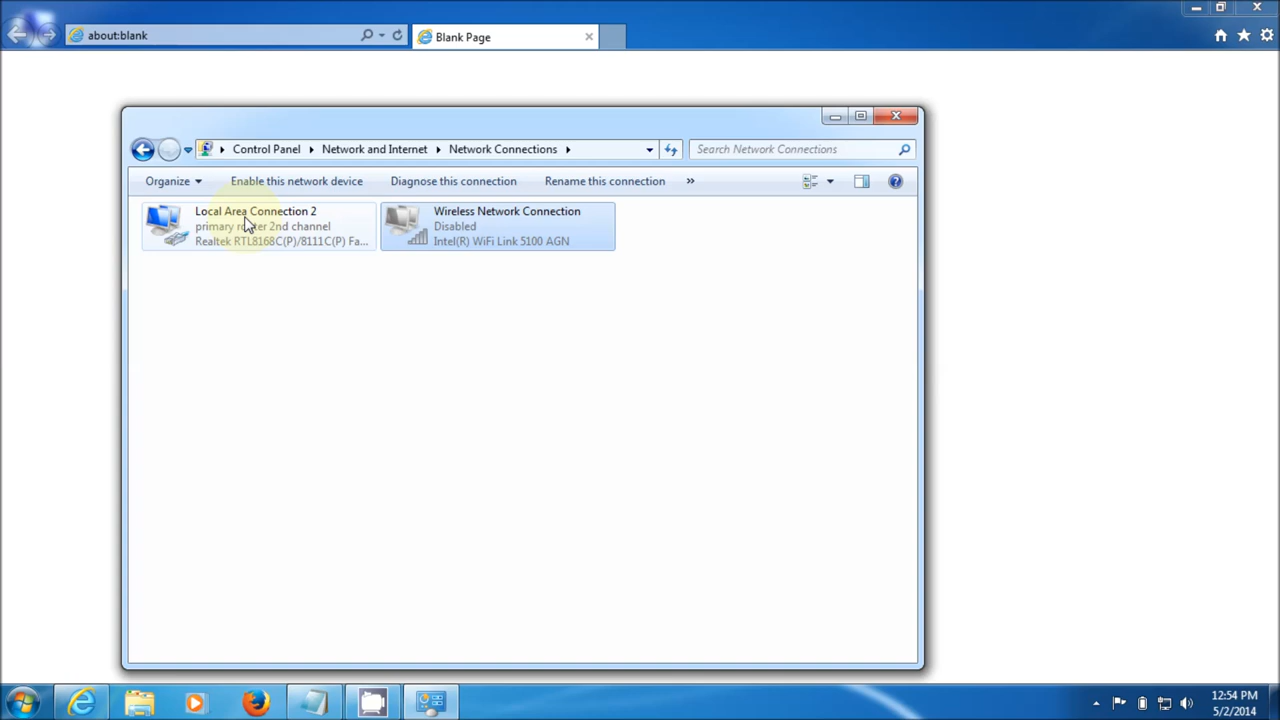 about:blank
Blank Page
Control Panel
Network and Internet
Network Connections
Search Network Connections
Organize
Enable this network device
Diagnose this connection
Rename this connection
»
Local Area Connection 2
primary router 2nd channel
Realtek RTL8168C(P)/8111C(P) Fa...
Wireless Network Connection
Disabled
Intel(R) WiFi Link 5100 AGN
12:54 PM
5/2/2014